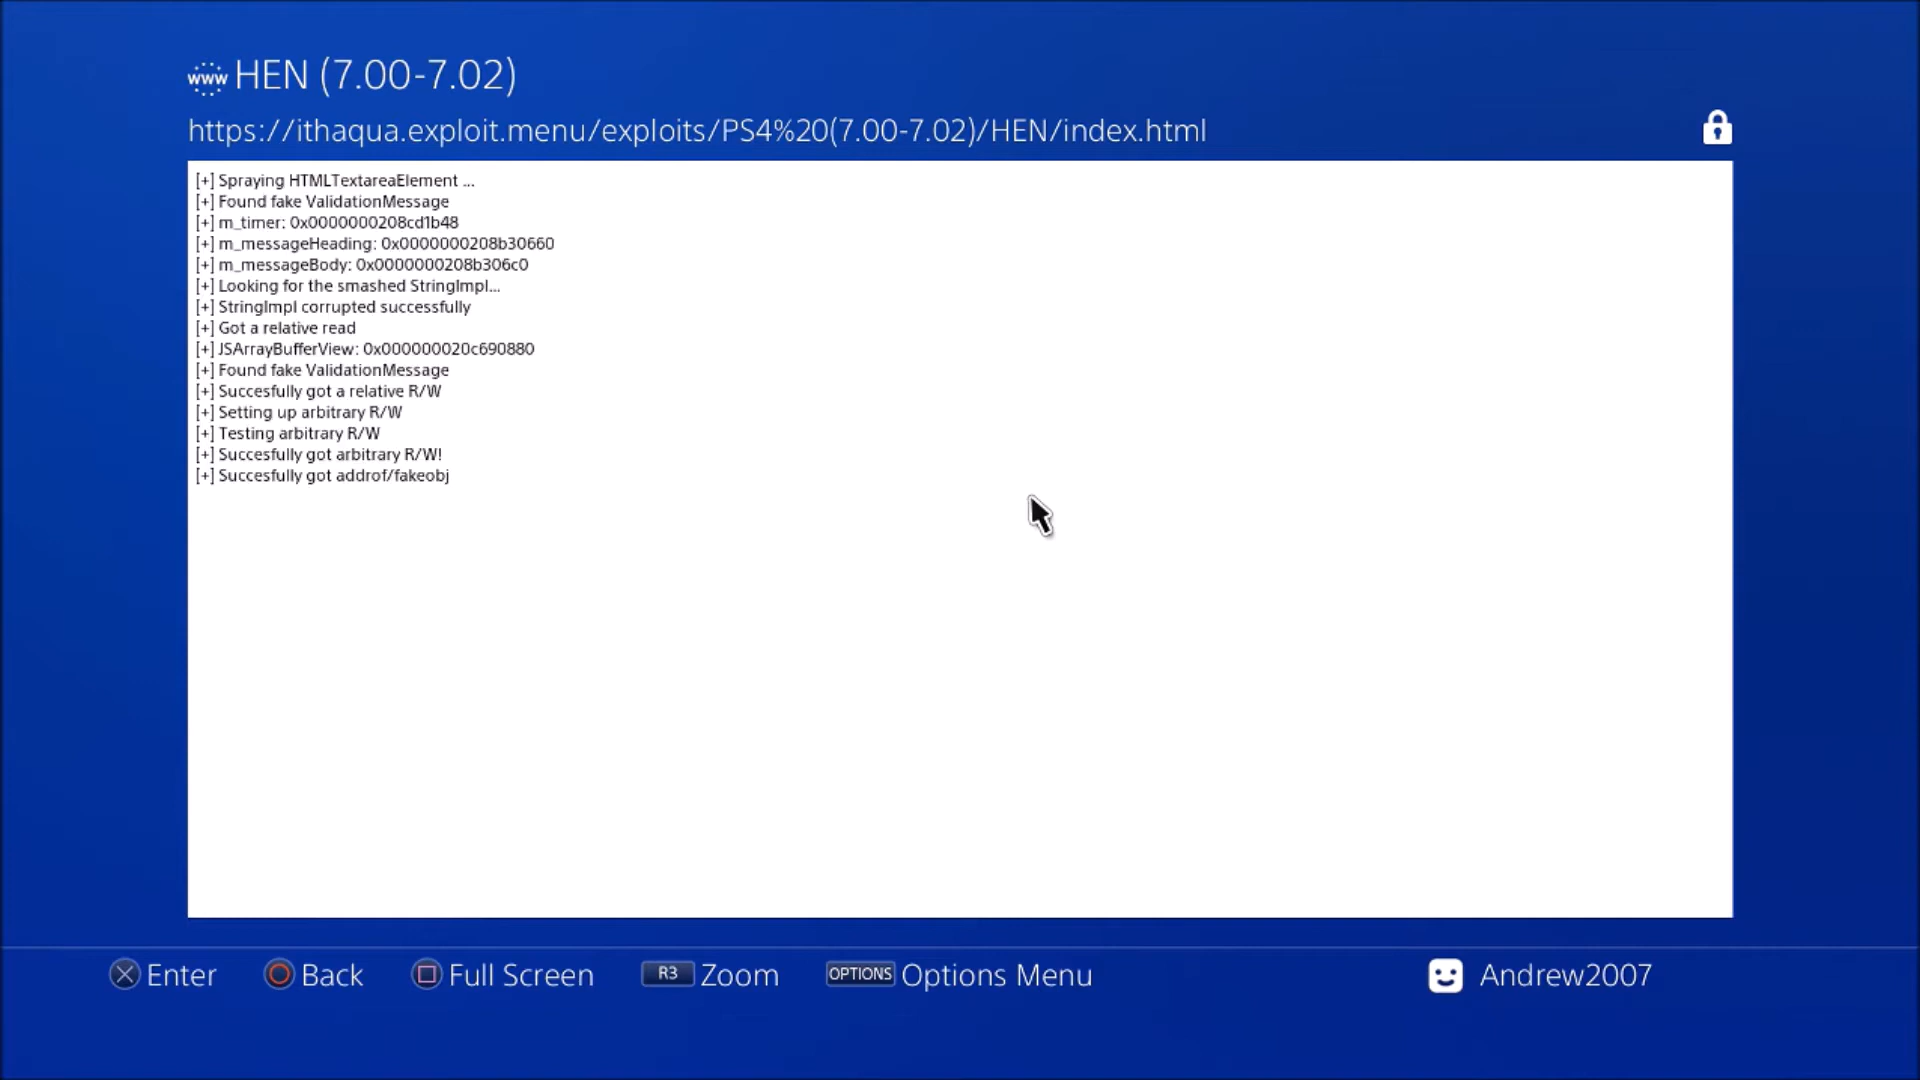 www HEN (7.00-7.02)
https://ithaqua.exploit.menu/exploits/PS4%20(7.00-7.02)/HEN/index.html
[+] Spraying HTMLTextareaElement ...
[+] Found fake ValidationMessage
[+] m_timer: 0x0000000208cd1b48
[+] m_messageHeading: 0x0000000208b30660
[+] m_messageBody: 0x0000000208b306c0
[+] Looking for the smashed StringImpl...
[+] StringImpl corrupted successfully
[+] Got a relative read
[+] JSArrayBufferView: 0x000000020c690880
[+] Found fake ValidationMessage
[+] Succesfully got a relative R/W
[+] Setting up arbitrary R/W
[+] Testing arbitrary R/W
[+] Succesfully got arbitrary R/W!
[+] Succesfully got addrof/fakeobj
Enter Back Full Screen R3 Zoom OPTIONS Options Menu Andrew2007